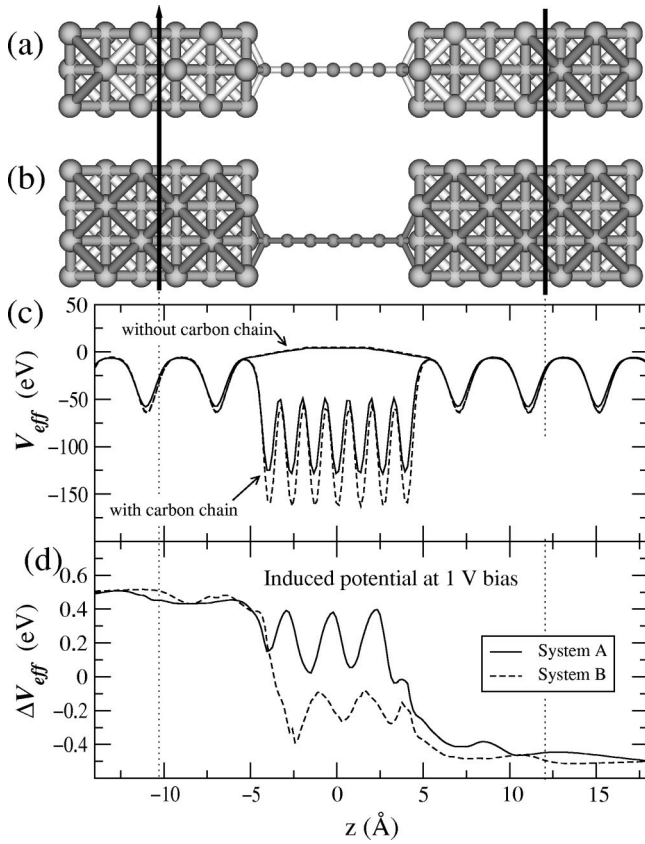 (a)
(b)
(c)
50
0
−50
−100
−150
V_eff (eV)
without carbon chain
with carbon chain
(d)
Induced potential at 1 V bias
0.6
0.4
0.2
0
−0.2
−0.4
ΔV_eff (eV)
System A
System B
−10 −5 0 5 10 15
z (Å)